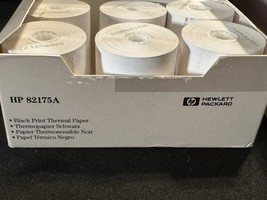 HP 82175A
HEWLETT
PACKARD
• Black Print Thermal Paper
• Thermopapier Schwarz
• Papier Thermosensible Noir
• Papel Térmico Negro